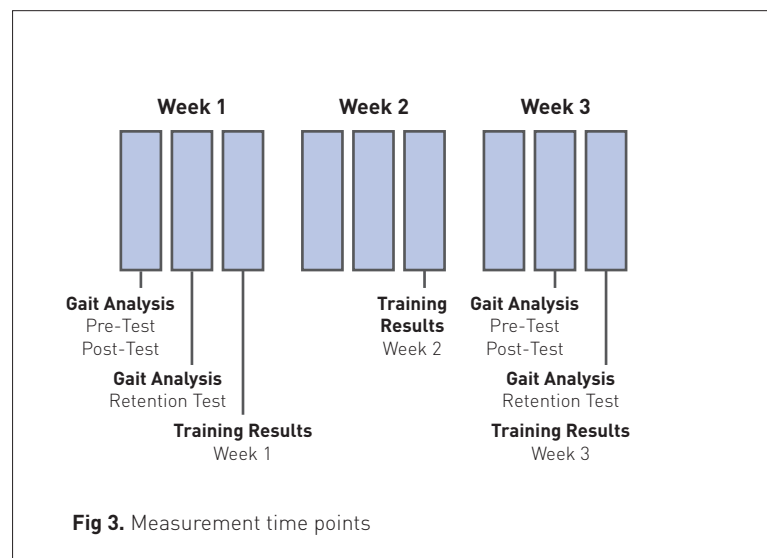 Week 1
Week 2
Week 3
Gait Analysis
Pre-Test
Post-Test
Gait Analysis
Retention Test
Training Results
Week 1
Training
Results
Week 2
Gait Analysis
Pre-Test
Post-Test
Gait Analysis
Retention Test
Training Results
Week 3
Fig 3. Measurement time points